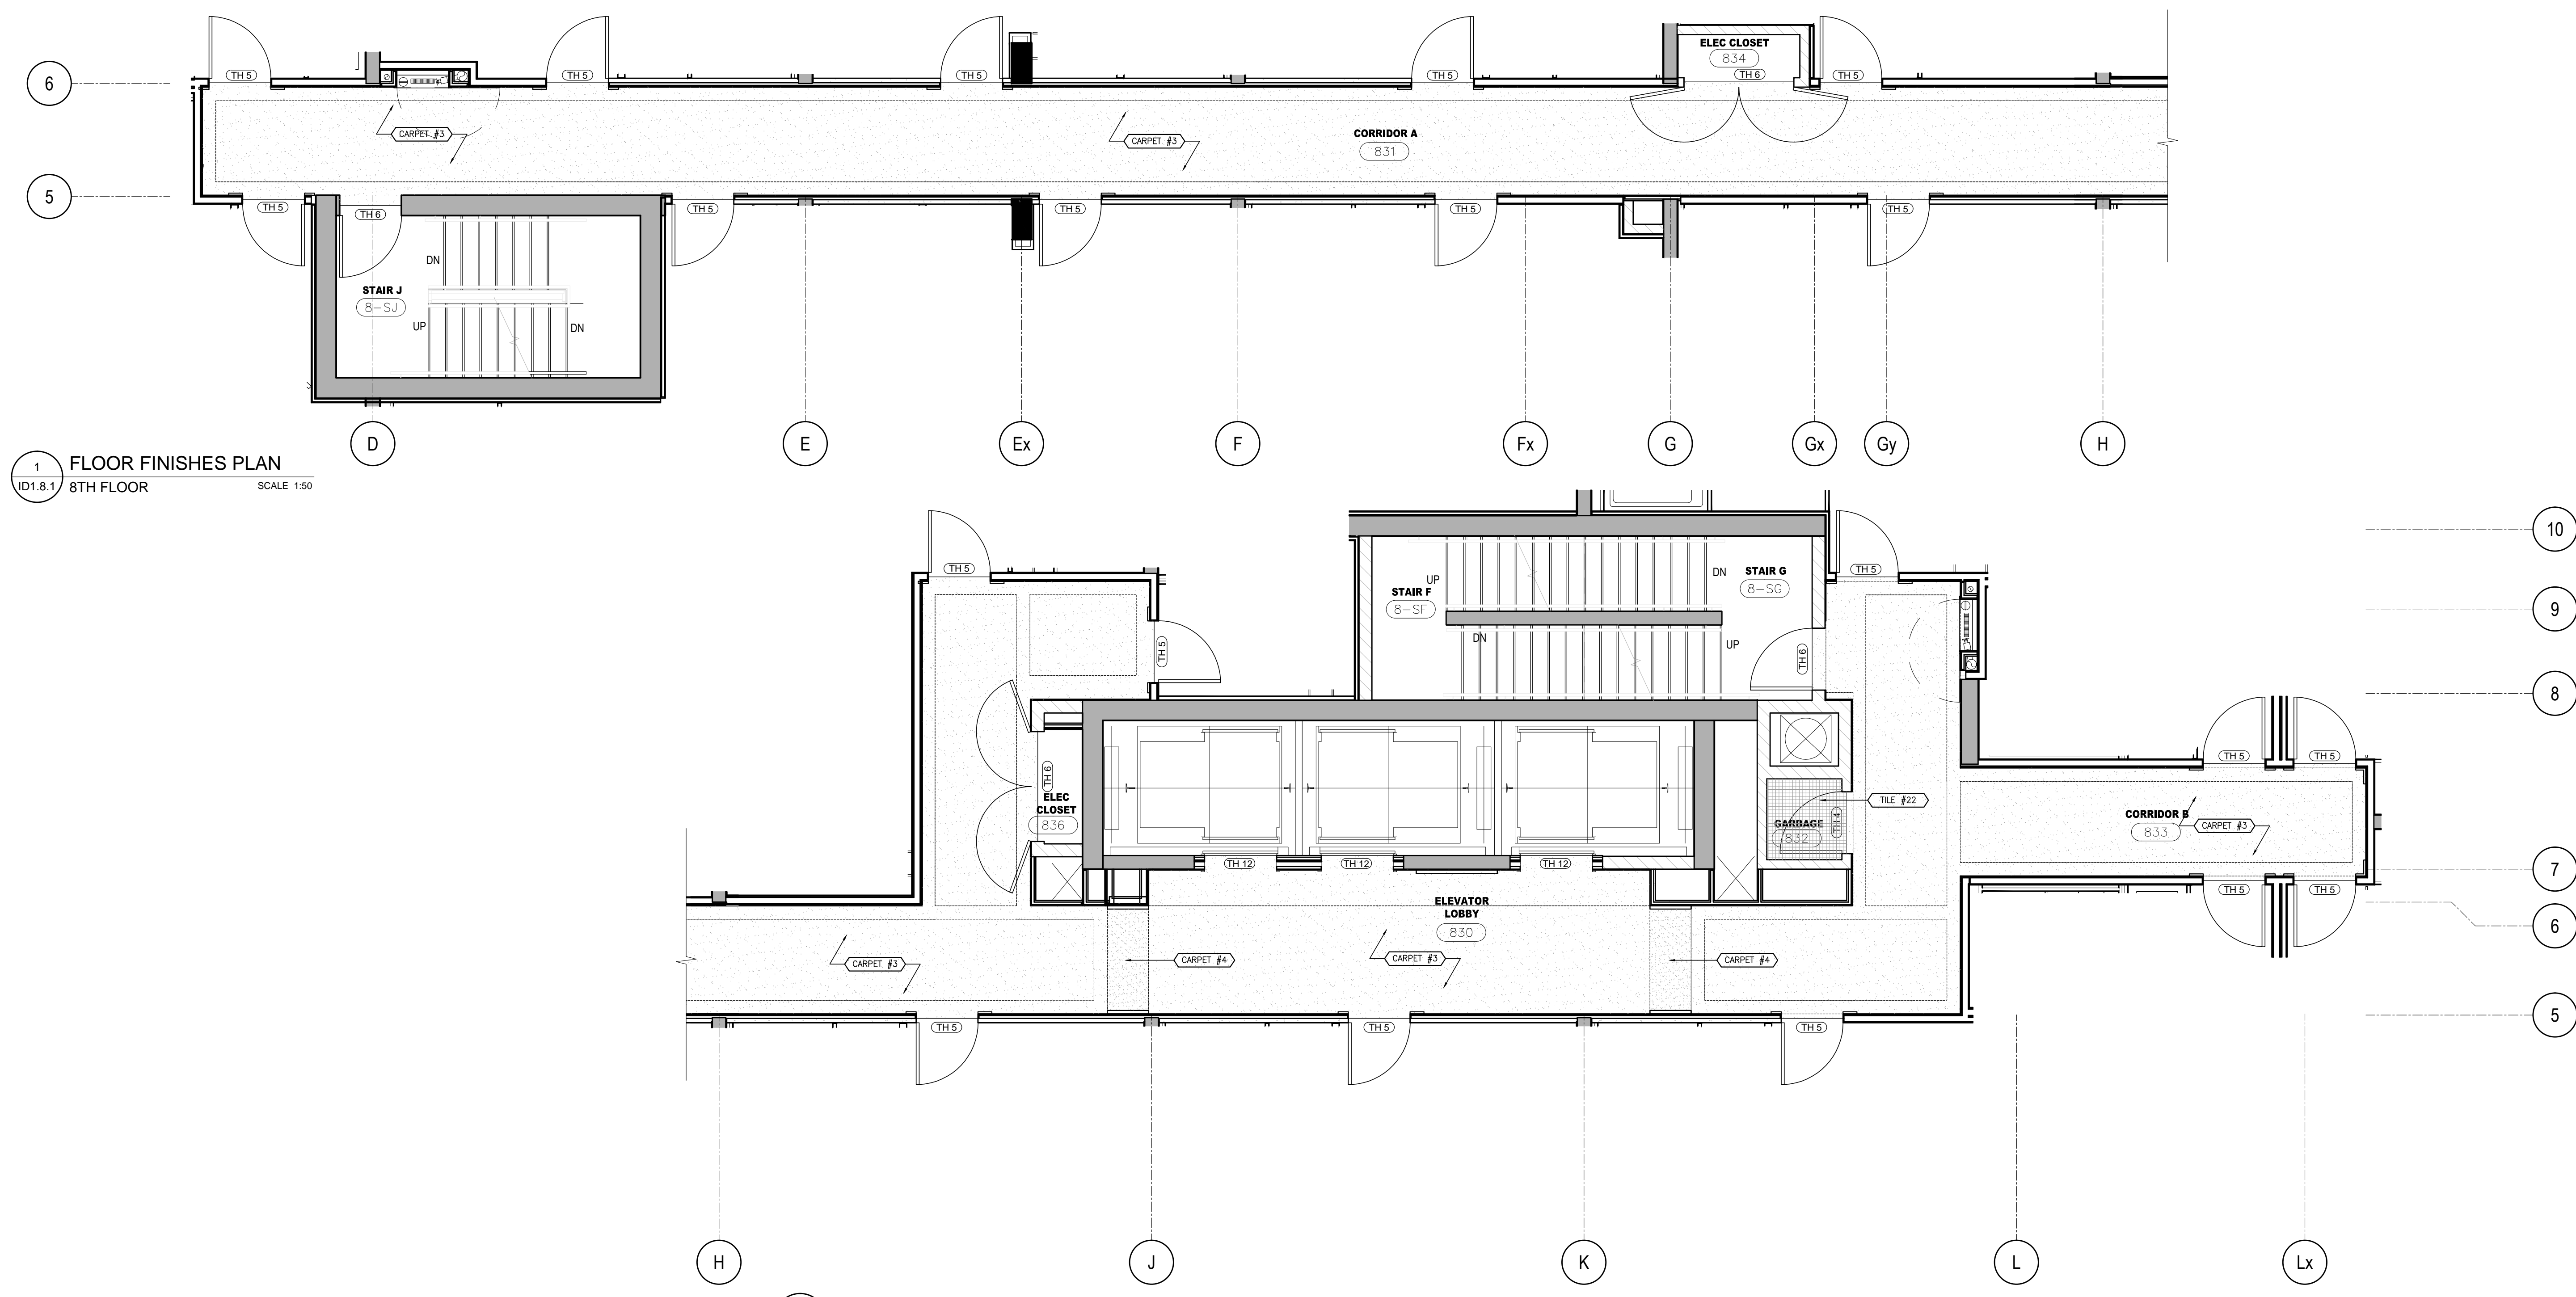 ELEC CLOSET
834
6
TH 5
TH 5
TH 5
TH 5
TH 6
TH 5
CARPET #3
CARPET #3
CORRIDOR A
831
5
TH 5
TH 6
TH 5
TH 5
TH 5
TH 5
DN
STAIR J
8-SJ
UP
DN
D
E
Ex
F
Fx
G
Gx
Gy
H
1
ID1.8.1
FLOOR FINISHES PLAN
8TH FLOOR
SCALE 1:50
10
TH 5
UP
STAIR F
8-SF
DN
STAIR G
8-SG
TH 5
9
TH 5
DN
UP
TH 6
8
TH 5
TH 5
TH 6
ELEC
CLOSET
836
TILE #22
GARBAGE
832
TH 4
CORRIDOR B
833
CARPET #3
TH 12
TH 12
TH 12
7
TH 5
TH 5
ELEVATOR
LOBBY
830
6
CARPET #3
CARPET #4
CARPET #3
CARPET #4
5
TH 5
TH 5
TH 5
H
J
K
L
Lx